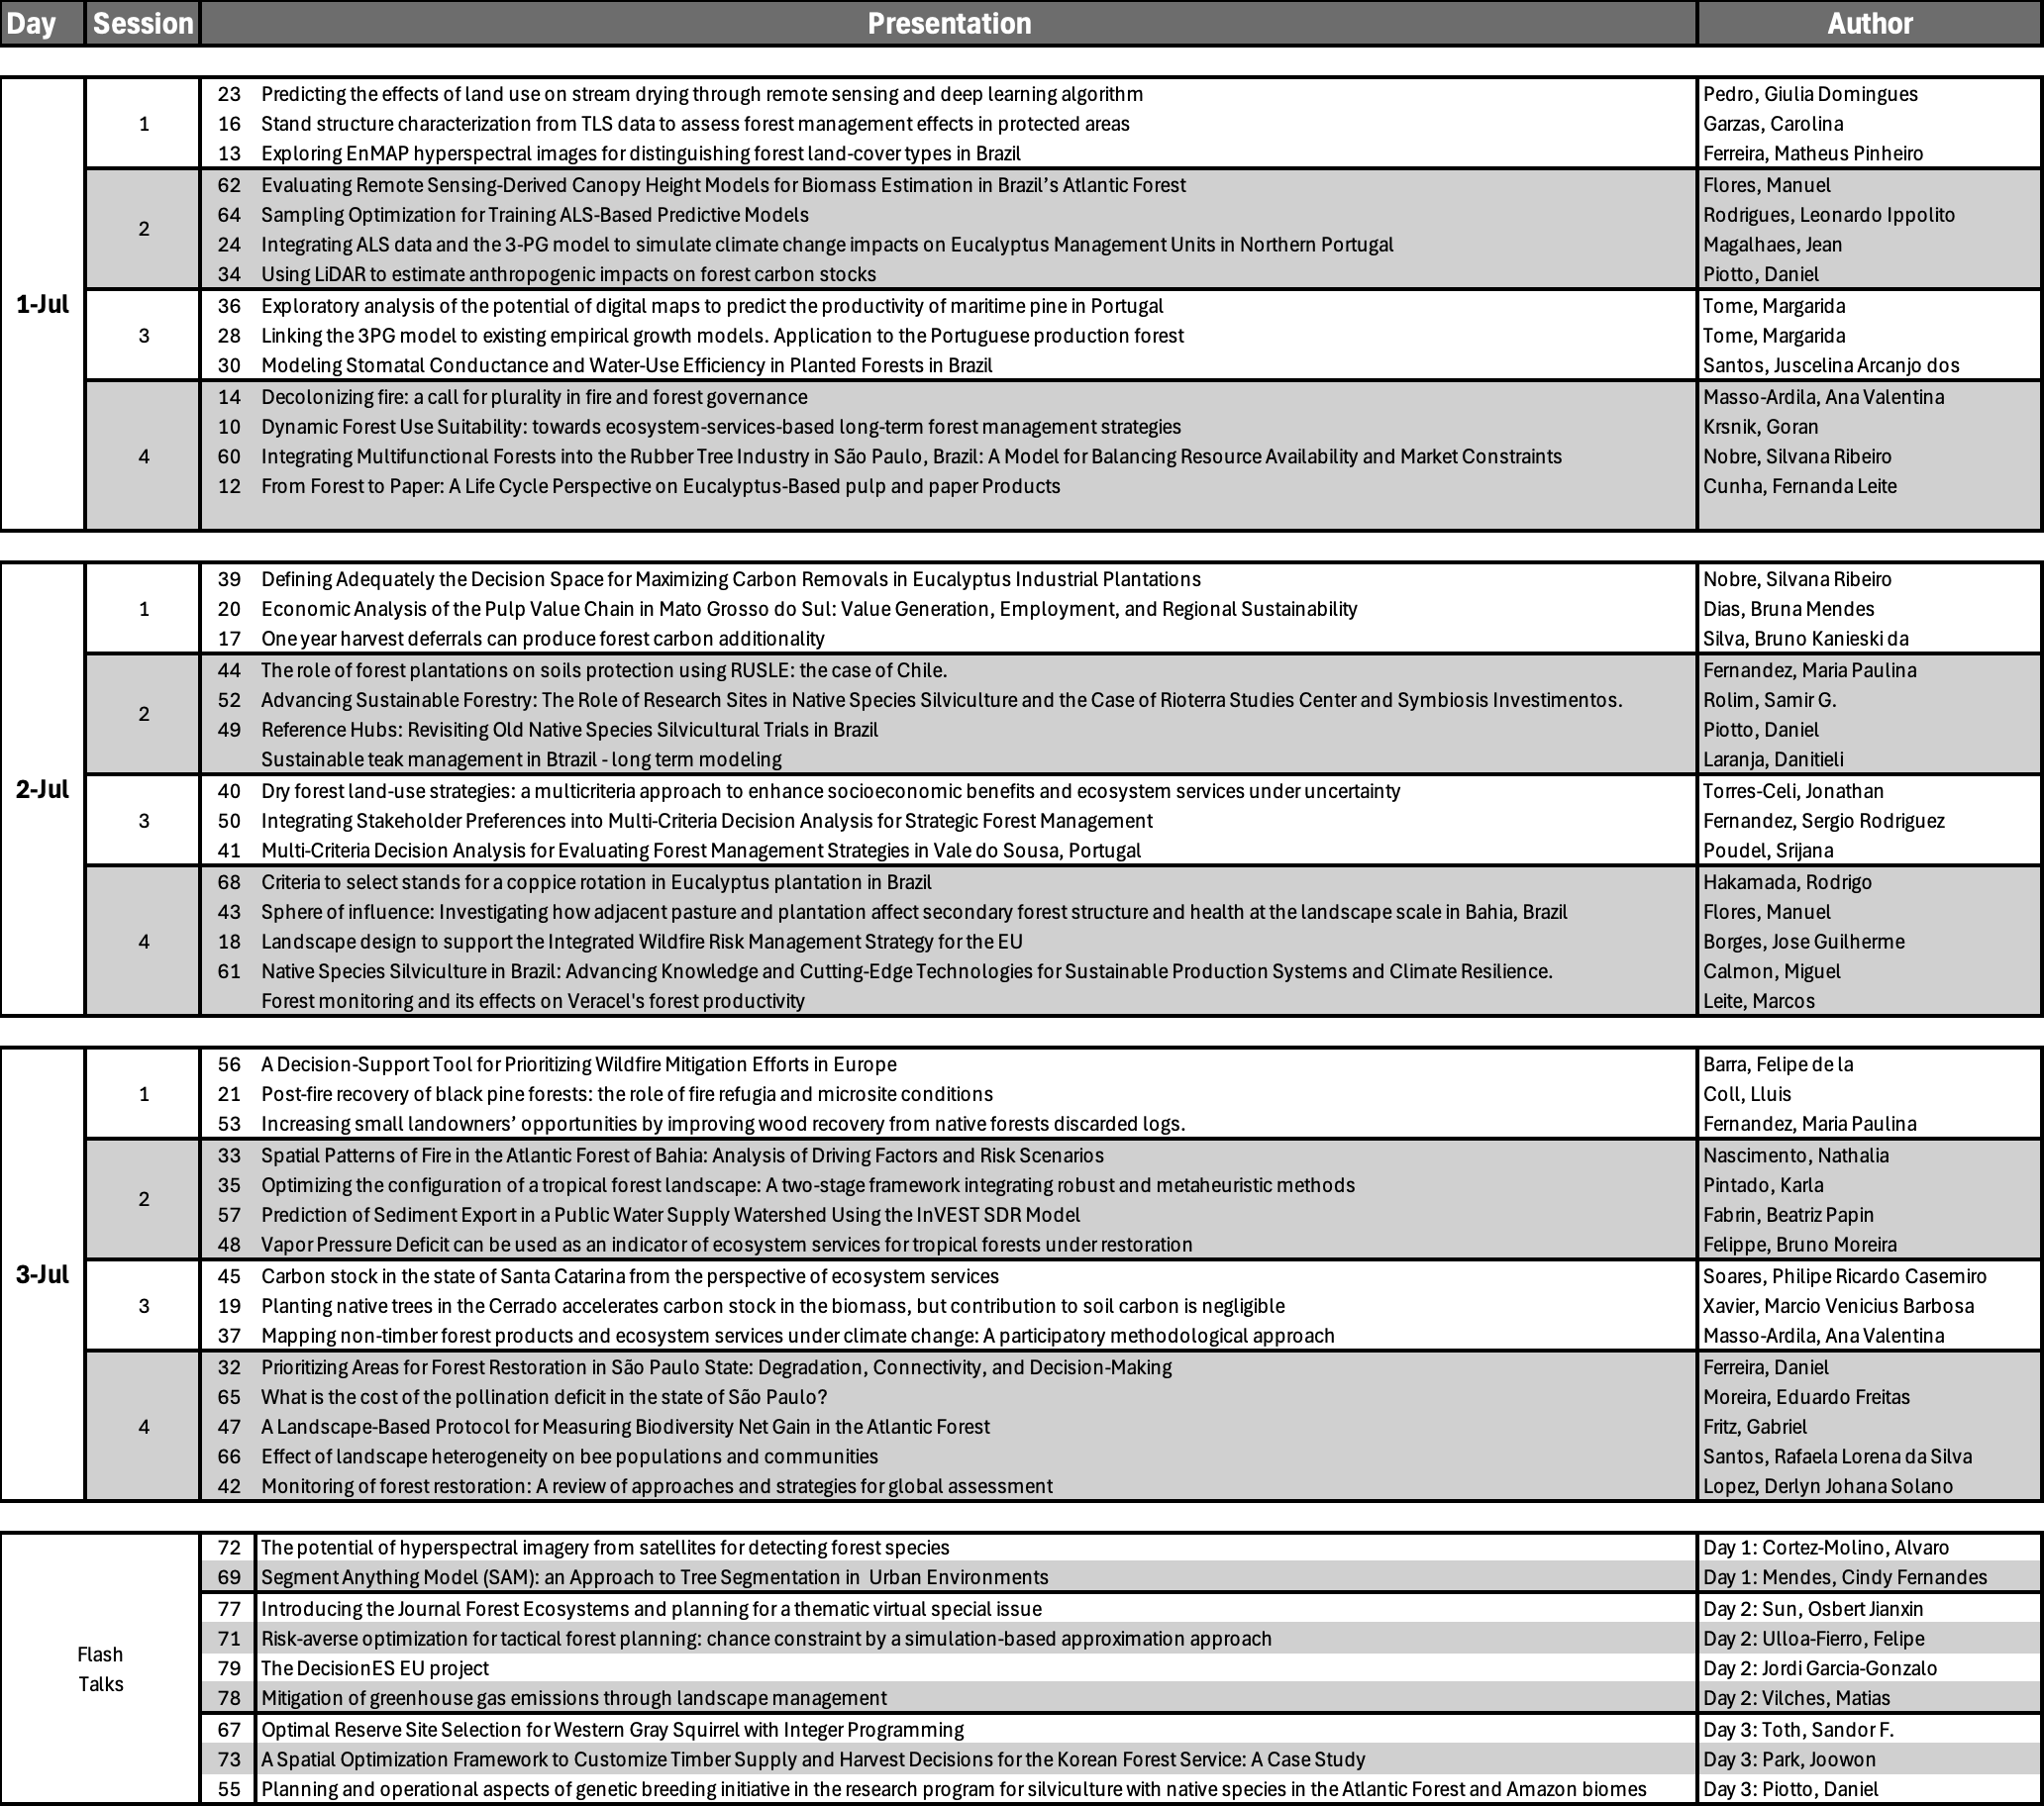 Day Session Presentation Author
23 Predicting the effects of land use on stream drying through remote sensing and deep learning algorithm Pedro, Giulia Domingues
1 16 Stand structure characterization from TLS data to assess forest management effects in protected areas Garzas, Carolina
13 Exploring EnMAP hyperspectral images for distinguishing forest land-cover types in Brazil Ferreira, Matheus Pinheiro
62 Evaluating Remote Sensing-Derived Canopy Height Models for Biomass Estimation in Brazil’s Atlantic Forest Flores, Manuel
2 64 Sampling Optimization for Training ALS-Based Predictive Models Rodrigues, Leonardo Ippolito
24 Integrating ALS data and the 3-PG model to simulate climate change impacts on Eucalyptus Management Units in Northern Portugal Magalhaes, Jean
34 Using LiDAR to estimate anthropogenic impacts on forest carbon stocks Piotto, Daniel
1-Jul 36 Exploratory analysis of the potential of digital maps to predict the productivity of maritime pine in Portugal Tome, Margarida
3 28 Linking the 3PG model to existing empirical growth models. Application to the Portuguese production forest Tome, Margarida
30 Modeling Stomatal Conductance and Water-Use Efficiency in Planted Forests in Brazil Santos, Juscelina Arcanjo dos
14 Decolonizing fire: a call for plurality in fire and forest governance Masso-Ardila, Ana Valentina
10 Dynamic Forest Use Suitability: towards ecosystem-services-based long-term forest management strategies Krsnik, Goran
4 60 Integrating Multifunctional Forests into the Rubber Tree Industry in São Paulo, Brazil: A Model for Balancing Resource Availability and Market Constraints Nobre, Silvana Ribeiro
12 From Forest to Paper: A Life Cycle Perspective on Eucalyptus-Based pulp and paper Products Cunha, Fernanda Leite
39 Defining Adequately the Decision Space for Maximizing Carbon Removals in Eucalyptus Industrial Plantations Nobre, Silvana Ribeiro
1 20 Economic Analysis of the Pulp Value Chain in Mato Grosso do Sul: Value Generation, Employment, and Regional Sustainability Dias, Bruna Mendes
17 One year harvest deferrals can produce forest carbon additionality Silva, Bruno Kanieski da
44 The role of forest plantations on soils protection using RUSLE: the case of Chile. Fernandez, Maria Paulina
2 52 Advancing Sustainable Forestry: The Role of Research Sites in Native Species Silviculture and the Case of Rioterra Studies Center and Symbiosis Investimentos. Rolim, Samir G.
49 Reference Hubs: Revisiting Old Native Species Silvicultural Trials in Brazil Piotto, Daniel
Sustainable teak management in Btrazil - long term modeling Laranja, Danitieli
2-Jul 40 Dry forest land-use strategies: a multicriteria approach to enhance socioeconomic benefits and ecosystem services under uncertainty Torres-Celi, Jonathan
3 50 Integrating Stakeholder Preferences into Multi-Criteria Decision Analysis for Strategic Forest Management Fernandez, Sergio Rodriguez
41 Multi-Criteria Decision Analysis for Evaluating Forest Management Strategies in Vale do Sousa, Portugal Poudel, Srijana
68 Criteria to select stands for a coppice rotation in Eucalyptus plantation in Brazil Hakamada, Rodrigo
43 Sphere of influence: Investigating how adjacent pasture and plantation affect secondary forest structure and health at the landscape scale in Bahia, Brazil Flores, Manuel
4 18 Landscape design to support the Integrated Wildfire Risk Management Strategy for the EU Borges, Jose Guilherme
61 Native Species Silviculture in Brazil: Advancing Knowledge and Cutting-Edge Technologies for Sustainable Production Systems and Climate Resilience. Calmon, Miguel
Forest monitoring and its effects on Veracel's forest productivity Leite, Marcos
56 A Decision-Support Tool for Prioritizing Wildfire Mitigation Efforts in Europe Barra, Felipe de la
1 21 Post-fire recovery of black pine forests: the role of fire refugia and microsite conditions Coll, Lluis
53 Increasing small landowners’ opportunities by improving wood recovery from native forests discarded logs. Fernandez, Maria Paulina
33 Spatial Patterns of Fire in the Atlantic Forest of Bahia: Analysis of Driving Factors and Risk Scenarios Nascimento, Nathalia
2 35 Optimizing the configuration of a tropical forest landscape: A two-stage framework integrating robust and metaheuristic methods Pintado, Karla
57 Prediction of Sediment Export in a Public Water Supply Watershed Using the InVEST SDR Model Fabrin, Beatriz Papin
48 Vapor Pressure Deficit can be used as an indicator of ecosystem services for tropical forests under restoration Felippe, Bruno Moreira
3-Jul 45 Carbon stock in the state of Santa Catarina from the perspective of ecosystem services Soares, Philipe Ricardo Casemiro
3 19 Planting native trees in the Cerrado accelerates carbon stock in the biomass, but contribution to soil carbon is negligible Xavier, Marcio Venicius Barbosa
37 Mapping non-timber forest products and ecosystem services under climate change: A participatory methodological approach Masso-Ardila, Ana Valentina
32 Prioritizing Areas for Forest Restoration in São Paulo State: Degradation, Connectivity, and Decision-Making Ferreira, Daniel
65 What is the cost of the pollination deficit in the state of São Paulo? Moreira, Eduardo Freitas
4 47 A Landscape-Based Protocol for Measuring Biodiversity Net Gain in the Atlantic Forest Fritz, Gabriel
66 Effect of landscape heterogeneity on bee populations and communities Santos, Rafaela Lorena da Silva
42 Monitoring of forest restoration: A review of approaches and strategies for global assessment Lopez, Derlyn Johana Solano
72 The potential of hyperspectral imagery from satellites for detecting forest species Day 1: Cortez-Molino, Alvaro
69 Segment Anything Model (SAM): an Approach to Tree Segmentation in Urban Environments Day 1: Mendes, Cindy Fernandes
77 Introducing the Journal Forest Ecosystems and planning for a thematic virtual special issue Day 2: Sun, Osbert Jianxin
71 Risk-averse optimization for tactical forest planning: chance constraint by a simulation-based approximation approach Day 2: Ulloa-Fierro, Felipe
Flash 79 The DecisionES EU project Day 2: Jordi Garcia-Gonzalo
Talks 78 Mitigation of greenhouse gas emissions through landscape management Day 2: Vilches, Matias
67 Optimal Reserve Site Selection for Western Gray Squirrel with Integer Programming Day 3: Toth, Sandor F.
73 A Spatial Optimization Framework to Customize Timber Supply and Harvest Decisions for the Korean Forest Service: A Case Study Day 3: Park, Joowon
55 Planning and operational aspects of genetic breeding initiative in the research program for silviculture with native species in the Atlantic Forest and Amazon biomes Day 3: Piotto, Daniel